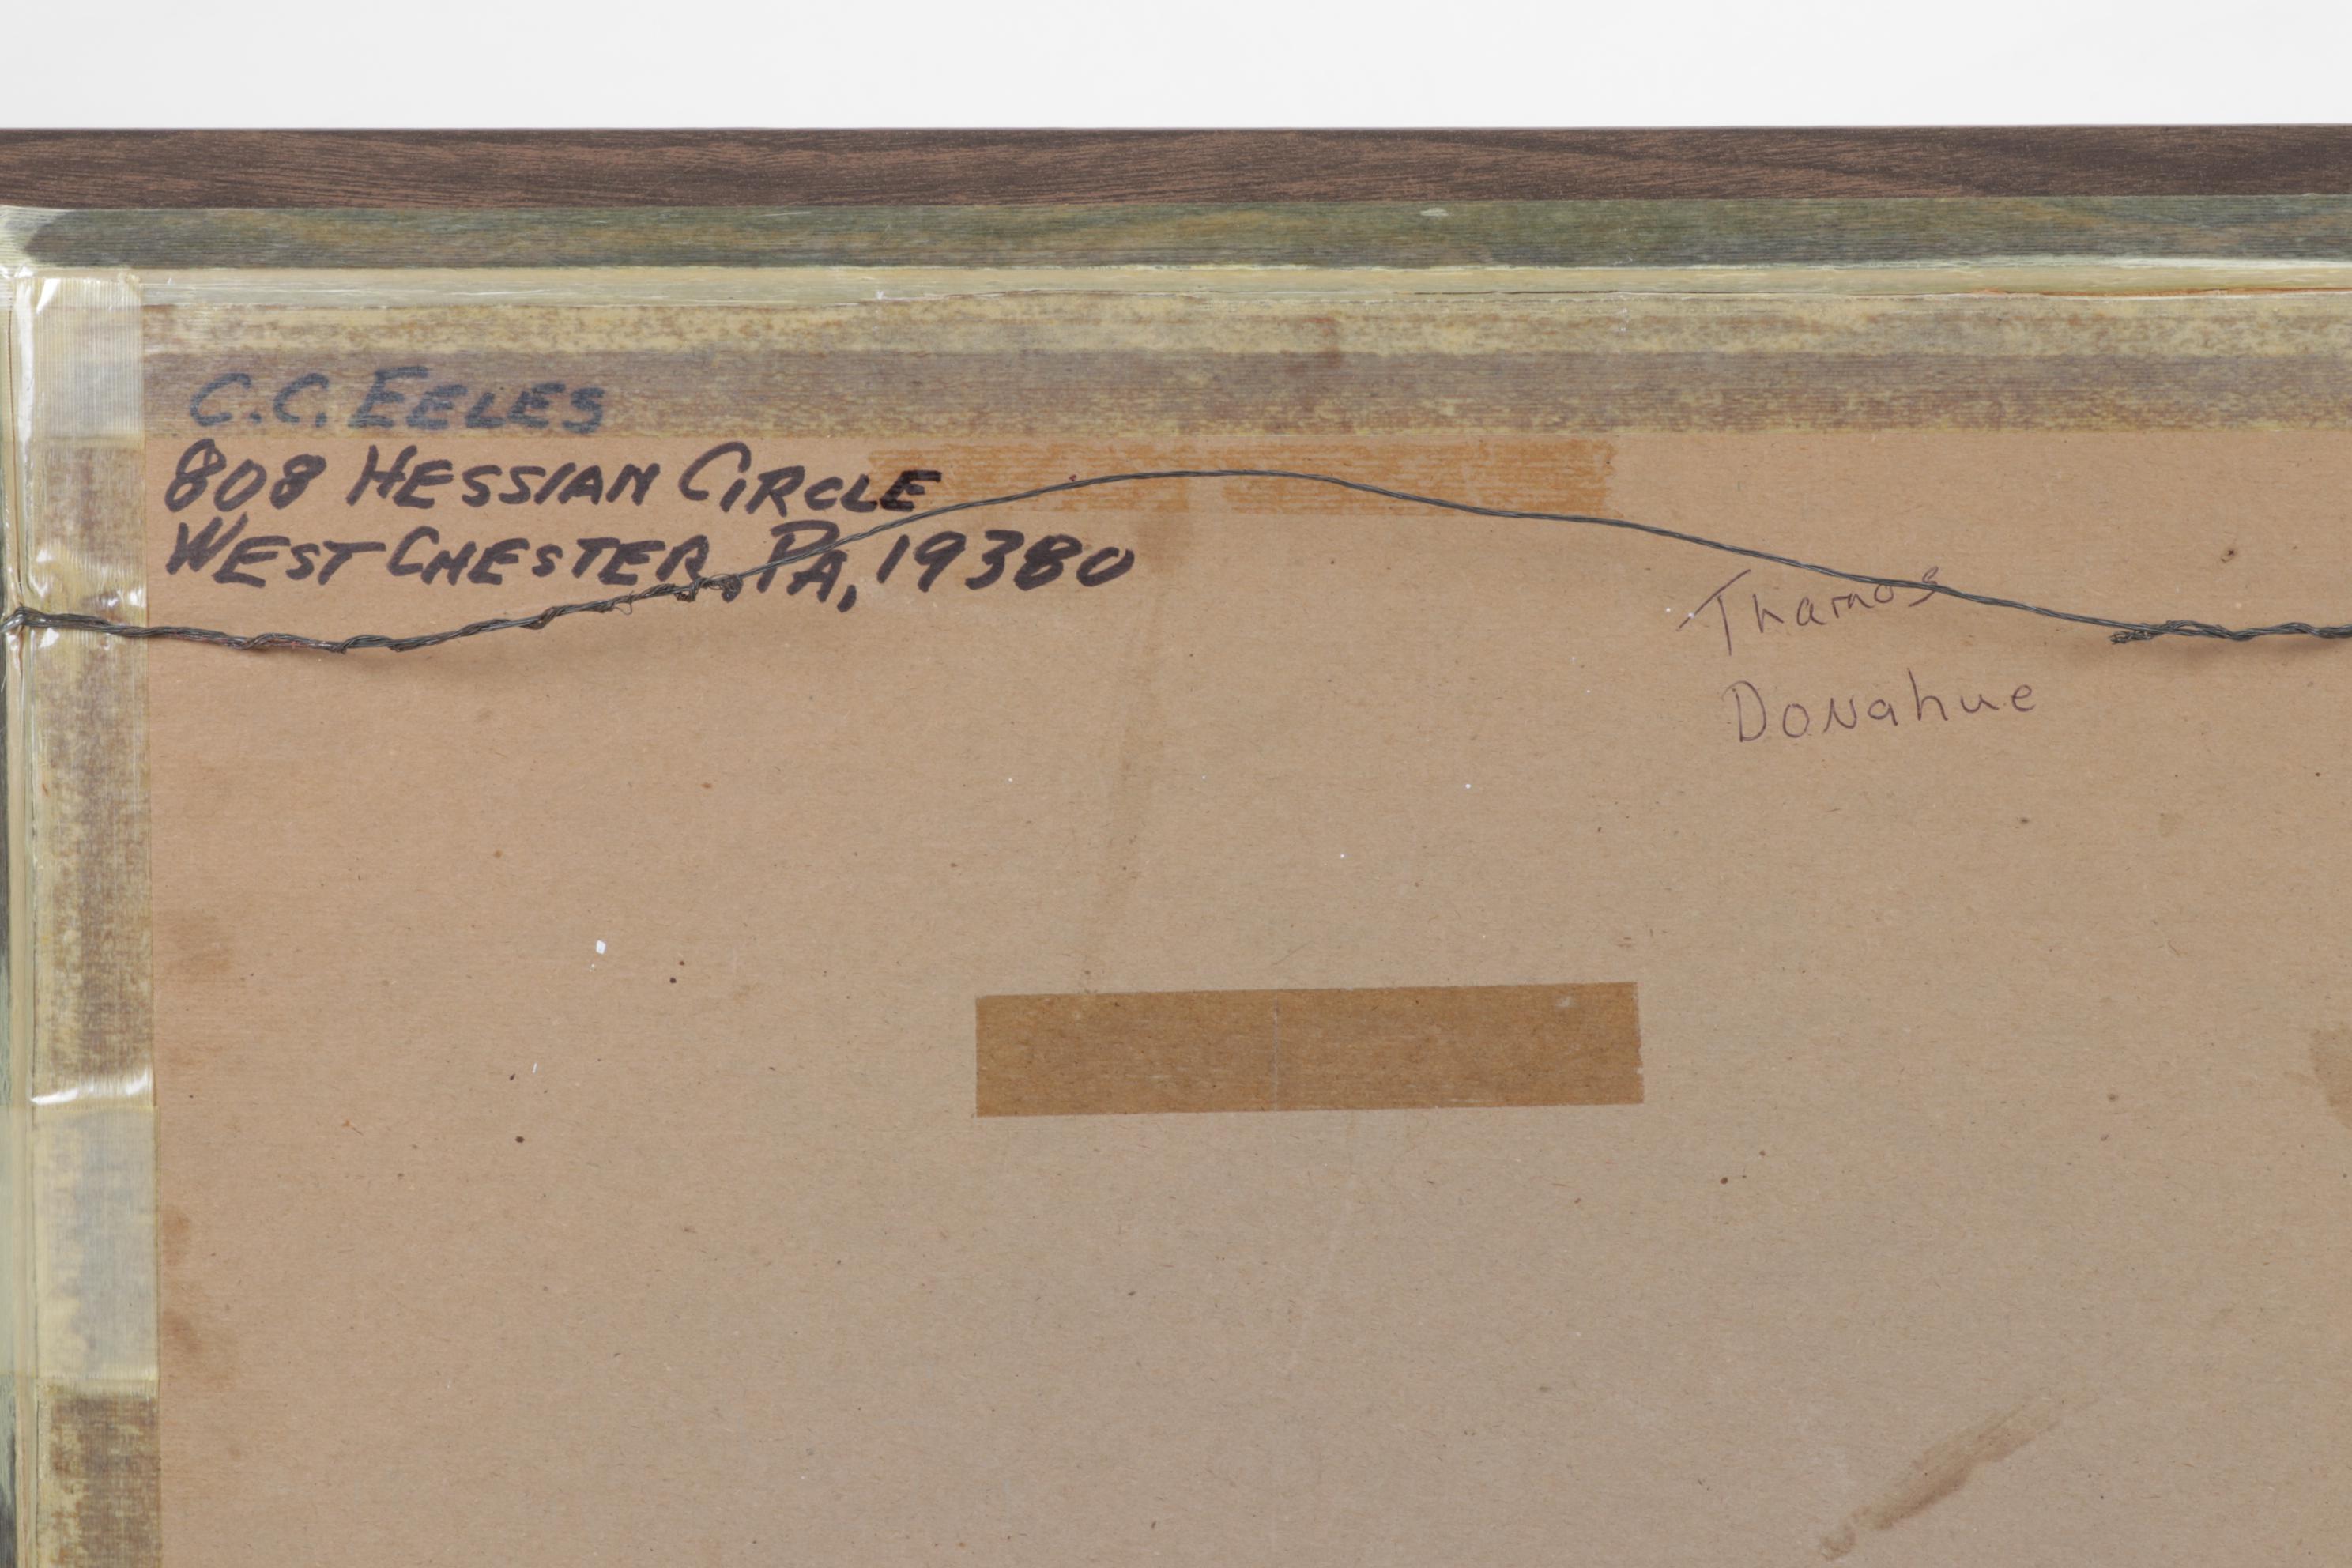 C.C. EELES
808 HESSIAN CIRCLE
WEST CHESTER, PA, 19380
Thamos
Donahue